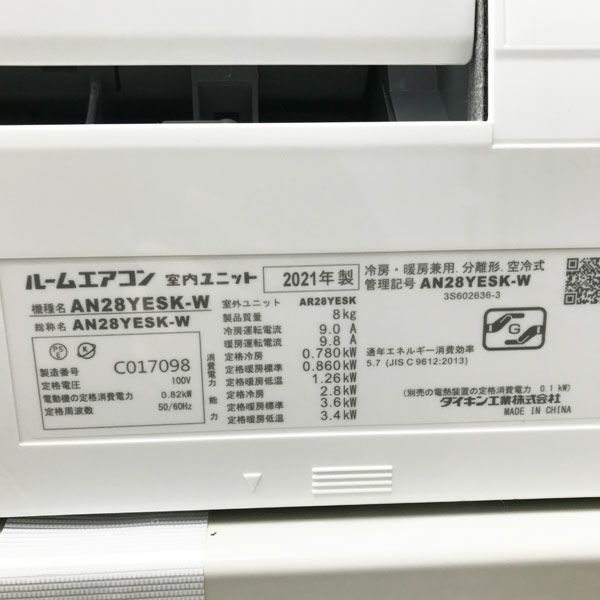 ルームエアコン 室内ユニット 2021年 製
冷房・暖房兼用. 分離形. 空冷式
機種名 AN28YESK-W
総称名 AN28YESK-W
室外ユニット AR28YESK
管理記号 AN28YESK-W
3S602636-3
製品質量 8kg
冷房運転電流 9.0 A
暖房運転電流 9.8 A
PS E
K
製造番号 C017098
定格電圧 100V
電動機の定格消費電力 0.82kW
定格周波数 50/60Hz
消費電力
定格冷房 0.780kW
定格暖房標準 0.860kW
定格暖房低温 1.26kW
能力
定格冷房 2.8kW
定格暖房標準 3.6kW
定格暖房低温 3.4kW
G
通年エネルギー消費効率
5.7 (JIS C 9612:2013)
(別売の電熱装置の定格消費電力 0.1 kW)
ダイキン工業株式会社
MADE IN CHINA